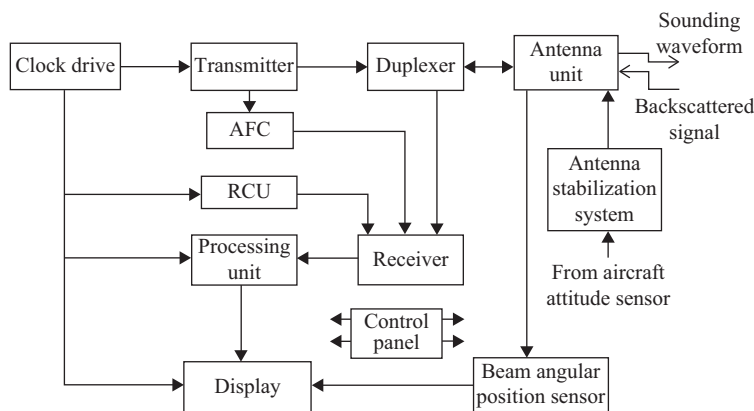 Sounding
waveform
Clock drive
Transmitter
Duplexer
Antenna
unit
Backscattered
signal
AFC
Antenna
stabilization
system
RCU
Processing
unit
Receiver
From aircraft
attitude sensor
Control
panel
Display
Beam angular
position sensor